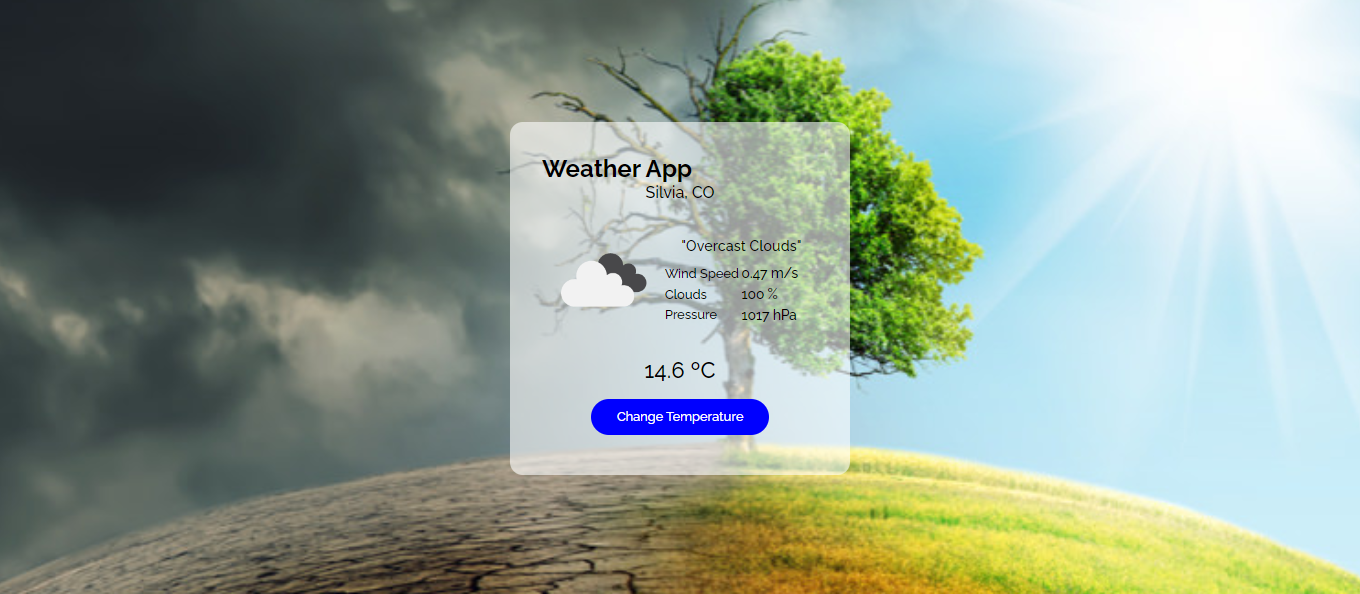 Weather App
Silvia, CO
"Overcast Clouds"
Wind Speed 0.47 m/s
Clouds 100 %
Pressure 1017 hPa
14.6 ºC
Change Temperature